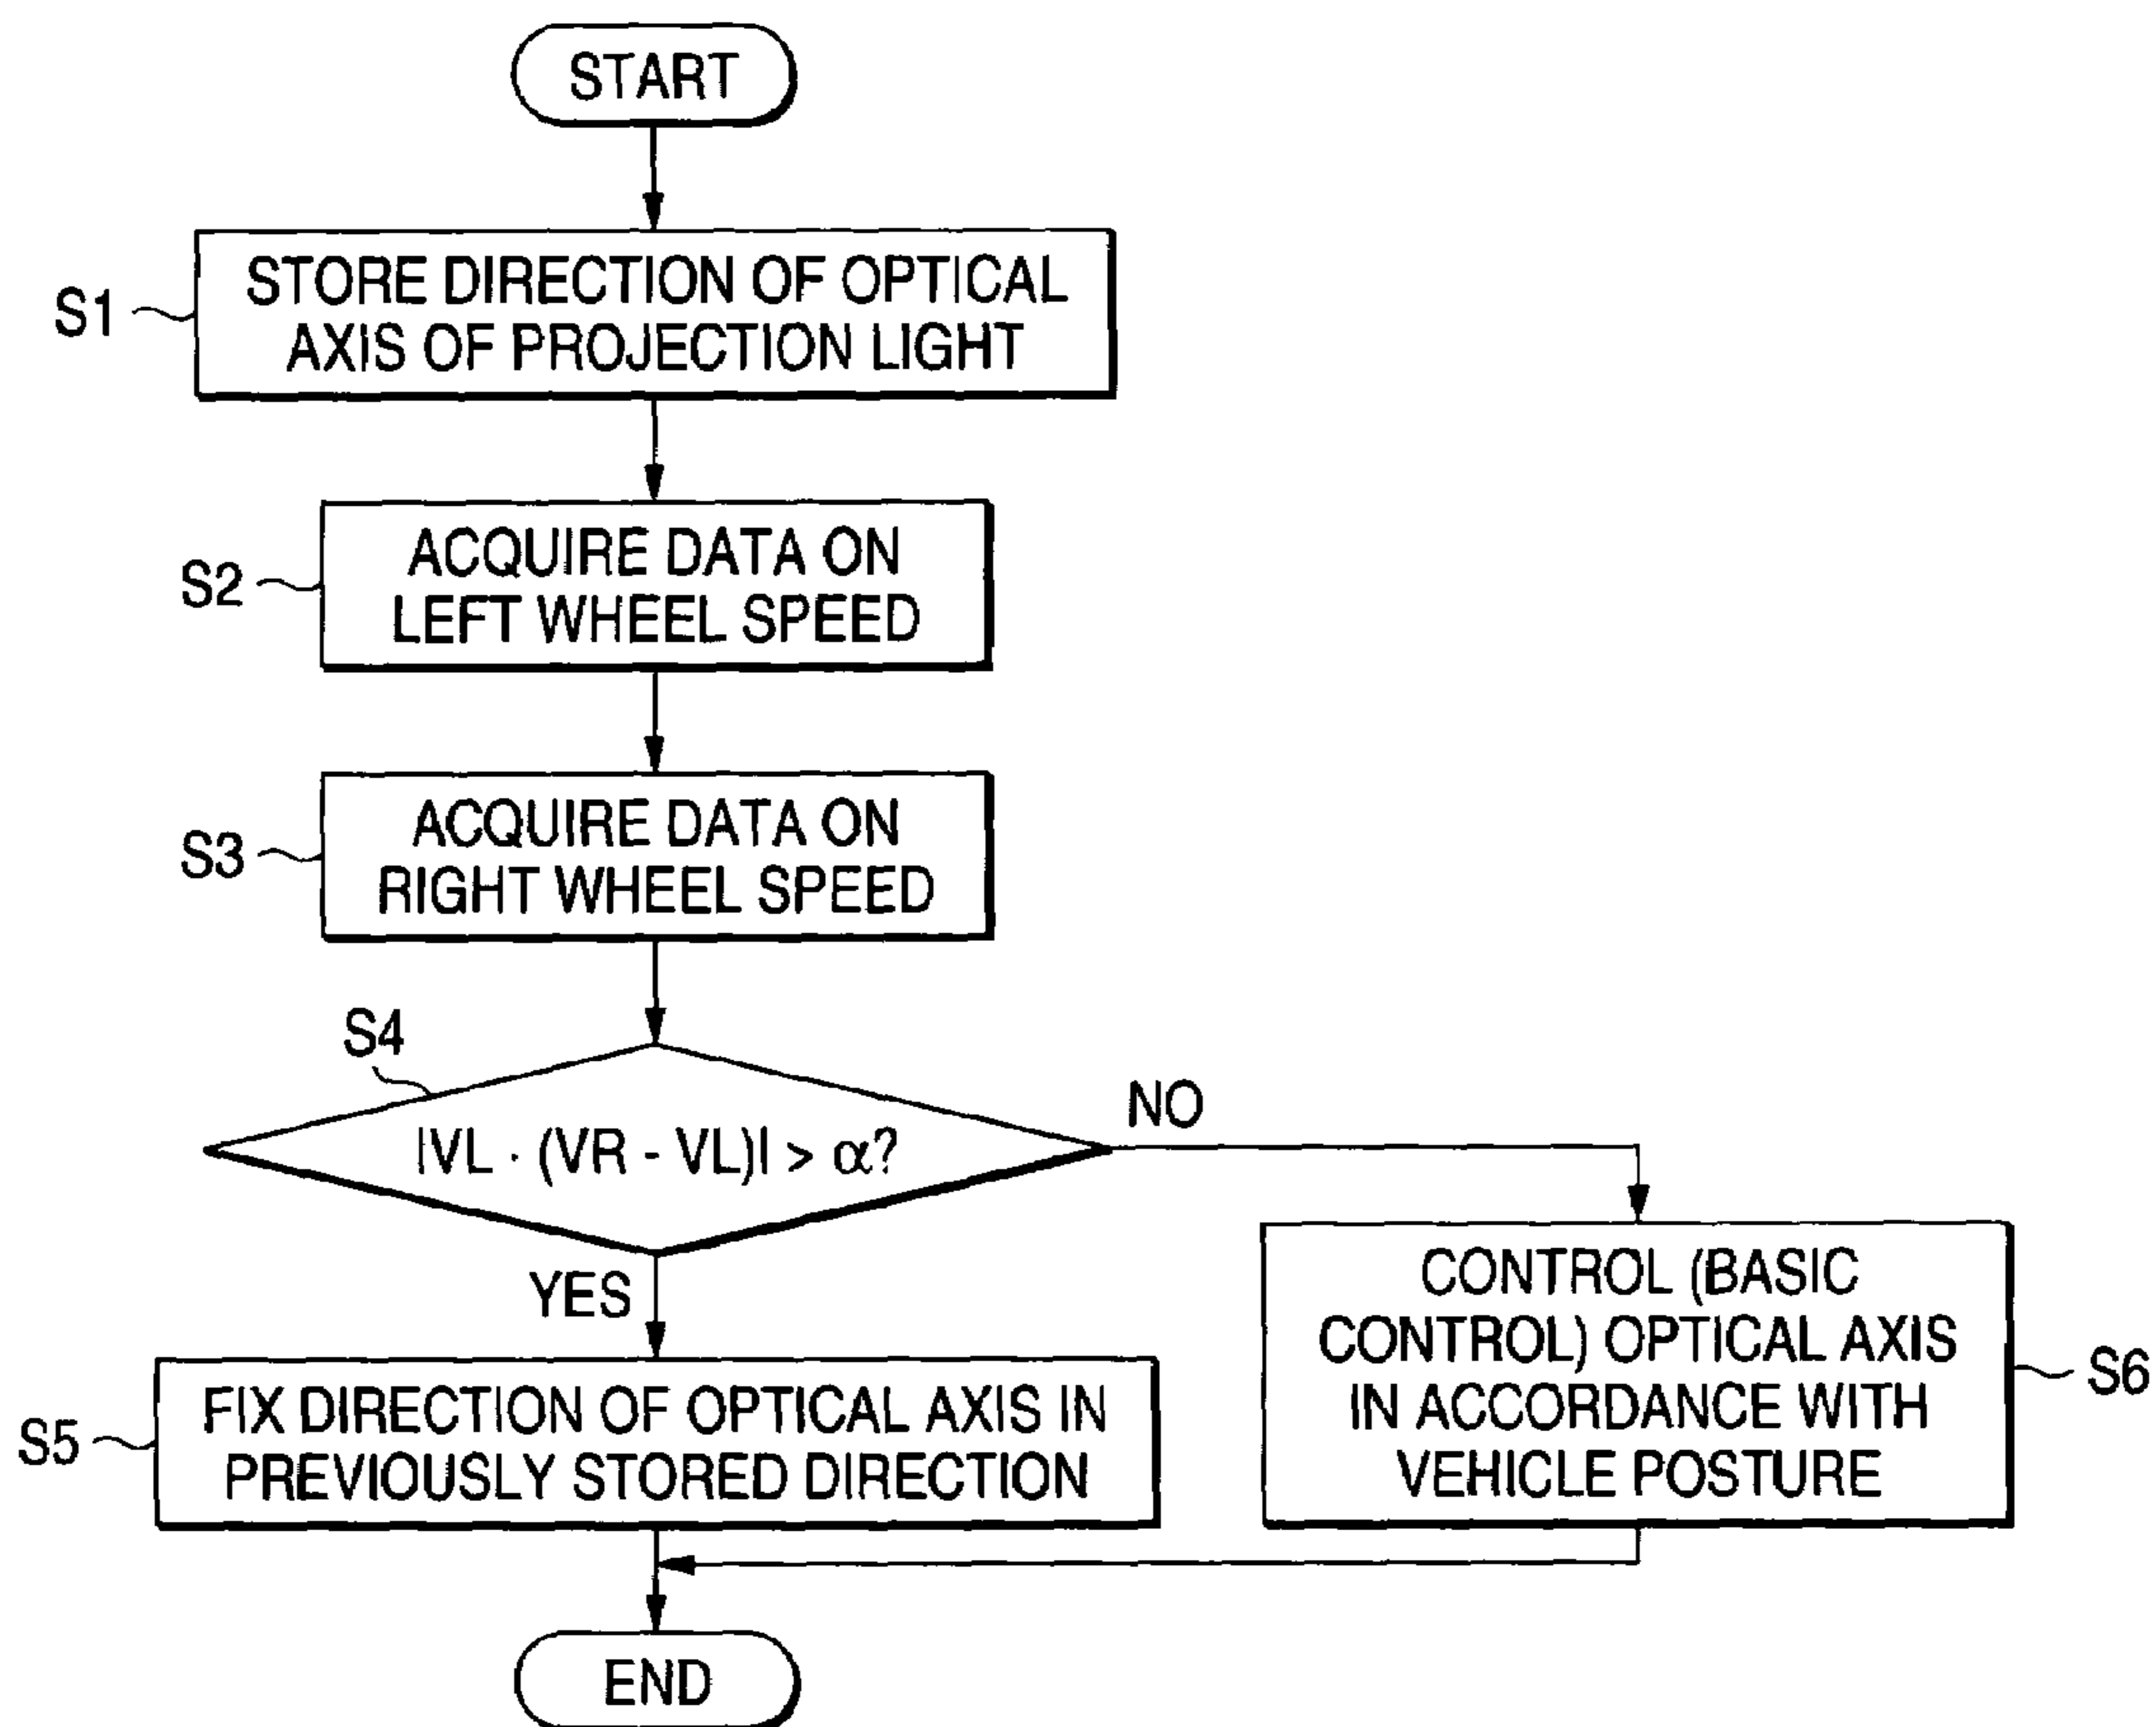 START
S1
STORE DIRECTION OF OPTICAL
AXIS OF PROJECTION LIGHT
S2
ACQUIRE DATA ON
LEFT WHEEL SPEED
S3
ACQUIRE DATA ON
RIGHT WHEEL SPEED
S4
|VL · (VR - VL)| > α?
NO
YES
S5
FIX DIRECTION OF OPTICAL AXIS IN
PREVIOUSLY STORED DIRECTION
CONTROL (BASIC
CONTROL) OPTICAL AXIS
IN ACCORDANCE WITH
VEHICLE POSTURE
S6
END